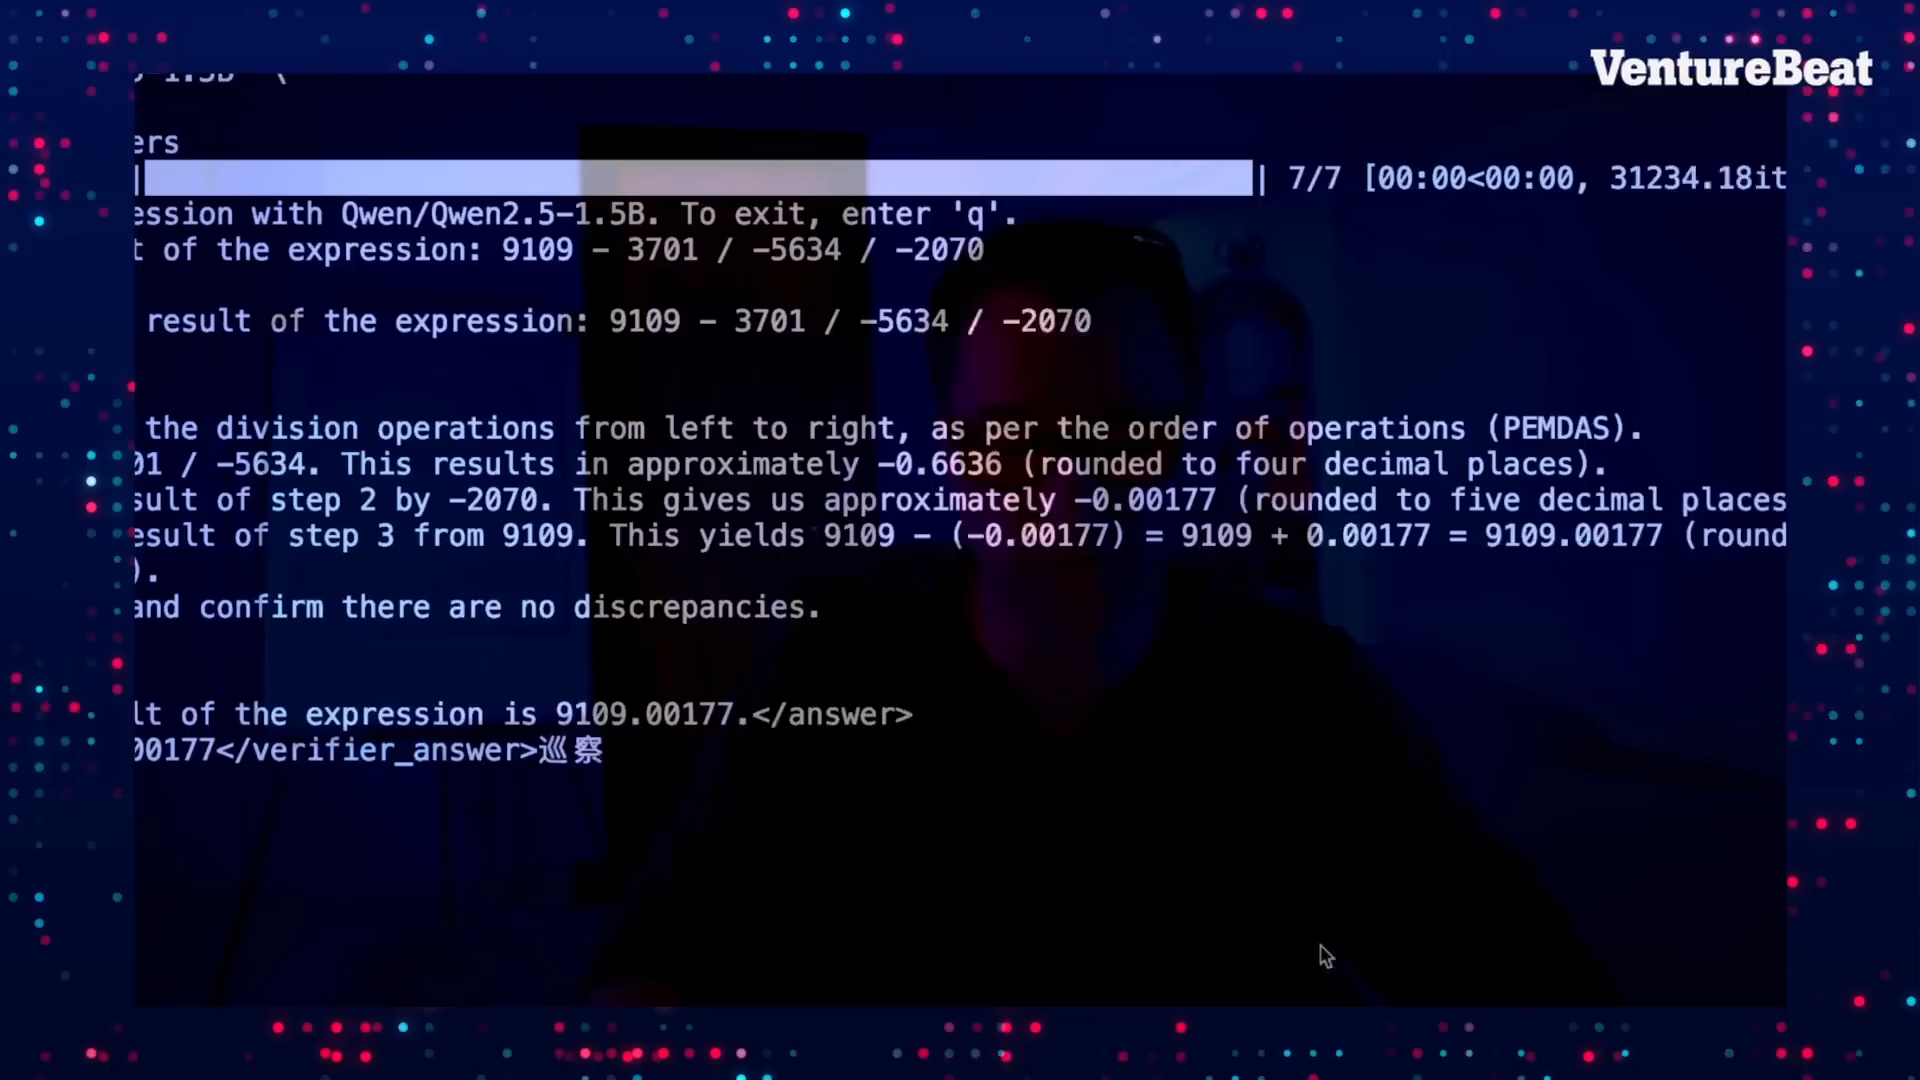 VentureBeat
-1.5B \
ers
| 7/7 [00:00<00:00, 31234.18it
ession with Qwen/Qwen2.5-1.5B. To exit, enter 'q'.
t of the expression: 9109 - 3701 / -5634 / -2070
result of the expression: 9109 - 3701 / -5634 / -2070
the division operations from left to right, as per the order of operations (PEMDAS).
01 / -5634. This results in approximately -0.6636 (rounded to four decimal places).
sult of step 2 by -2070. This gives us approximately -0.00177 (rounded to five decimal places
esult of step 3 from 9109. This yields 9109 - (-0.00177) = 9109 + 0.00177 = 9109.00177 (round
).
and confirm there are no discrepancies.
lt of the expression is 9109.00177.</answer>
00177</verifier_answer>巡察